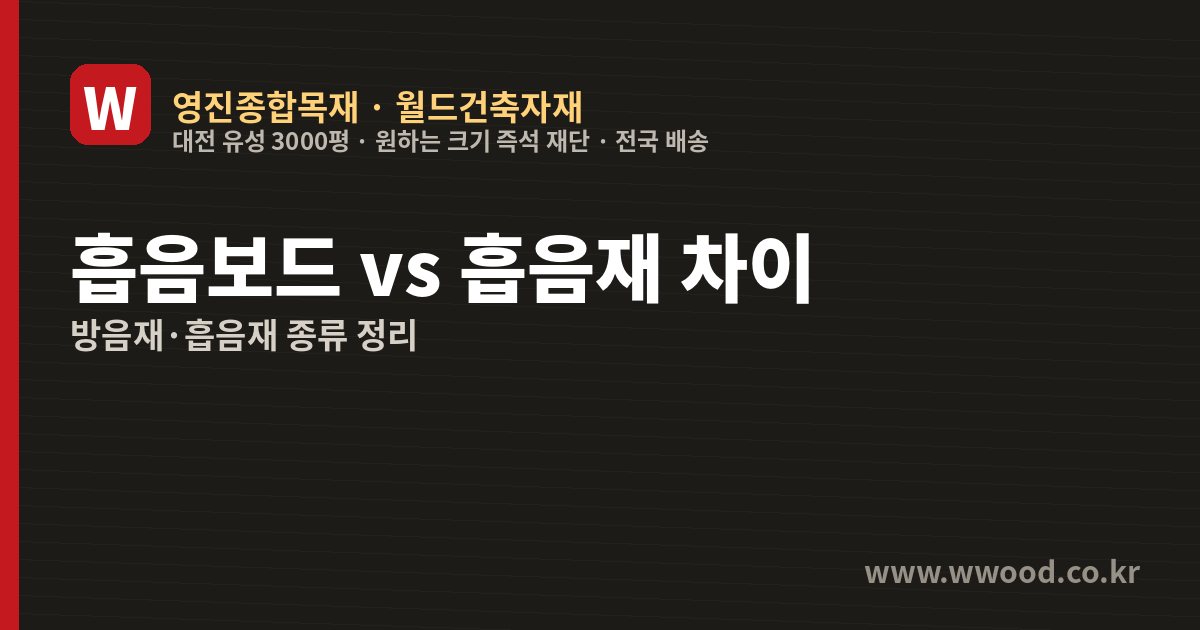 W
영진종합목재 · 월드건축자재
대전 유성 3000평 · 원하는 크기 즉석 재단 · 전국 배송
흡음보드 vs 흡음재 차이
방음재·흡음재 종류 정리
www.wwood.co.kr